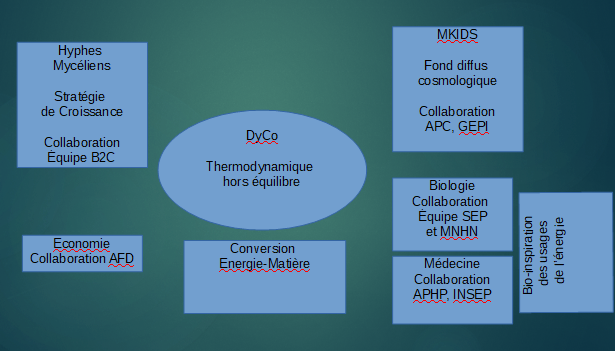 Hyphes
Mycéliens
Stratégie
de Croissance
Collaboration
Équipe B2C
DyCo
Thermodynamique
hors équilibre
MKIDS
Fond diffus
cosmologique
Collaboration
APC, GEPI
Biologie
Collaboration
Équipe SEP
et MNHN
Bio-inspiration
des usages
de l'énergie
Economie
Collaboration AFD
Conversion
Energie-Matière
Médecine
Collaboration
APHP, INSEP